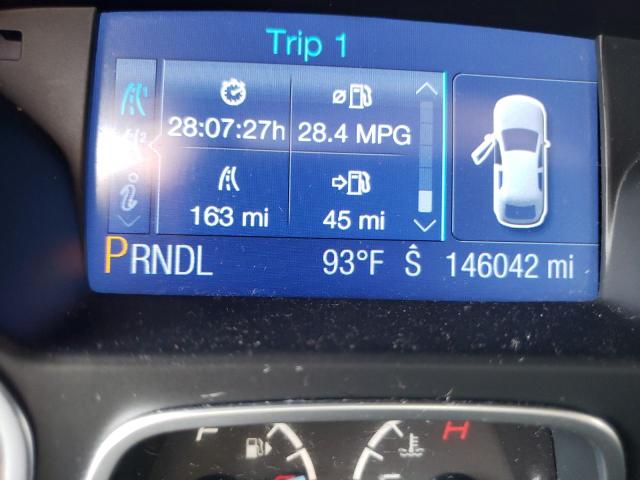 Trip 1
28:07:27h 28.4 MPG
163 mi 45 mi
PRNDL 93°F S 146042 mi
F H